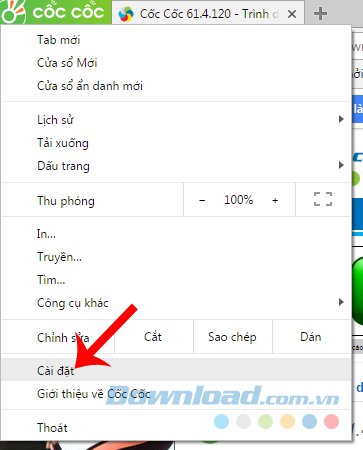 cốc cốc
Cốc Cốc 61.4.120 - Trình d
Tab mới
Cửa sổ Mới
Cửa sổ ẩn danh mới
Lịch sử
Tải xuống
Dấu trang
Thu phóng − 100% +
In...
Truyền...
Tìm...
Công cụ khác
Chỉnh sửa Cắt Sao chép Dán
Cài đặt
Giới thiệu về Cốc Cốc
Download.com.vn
Thoát